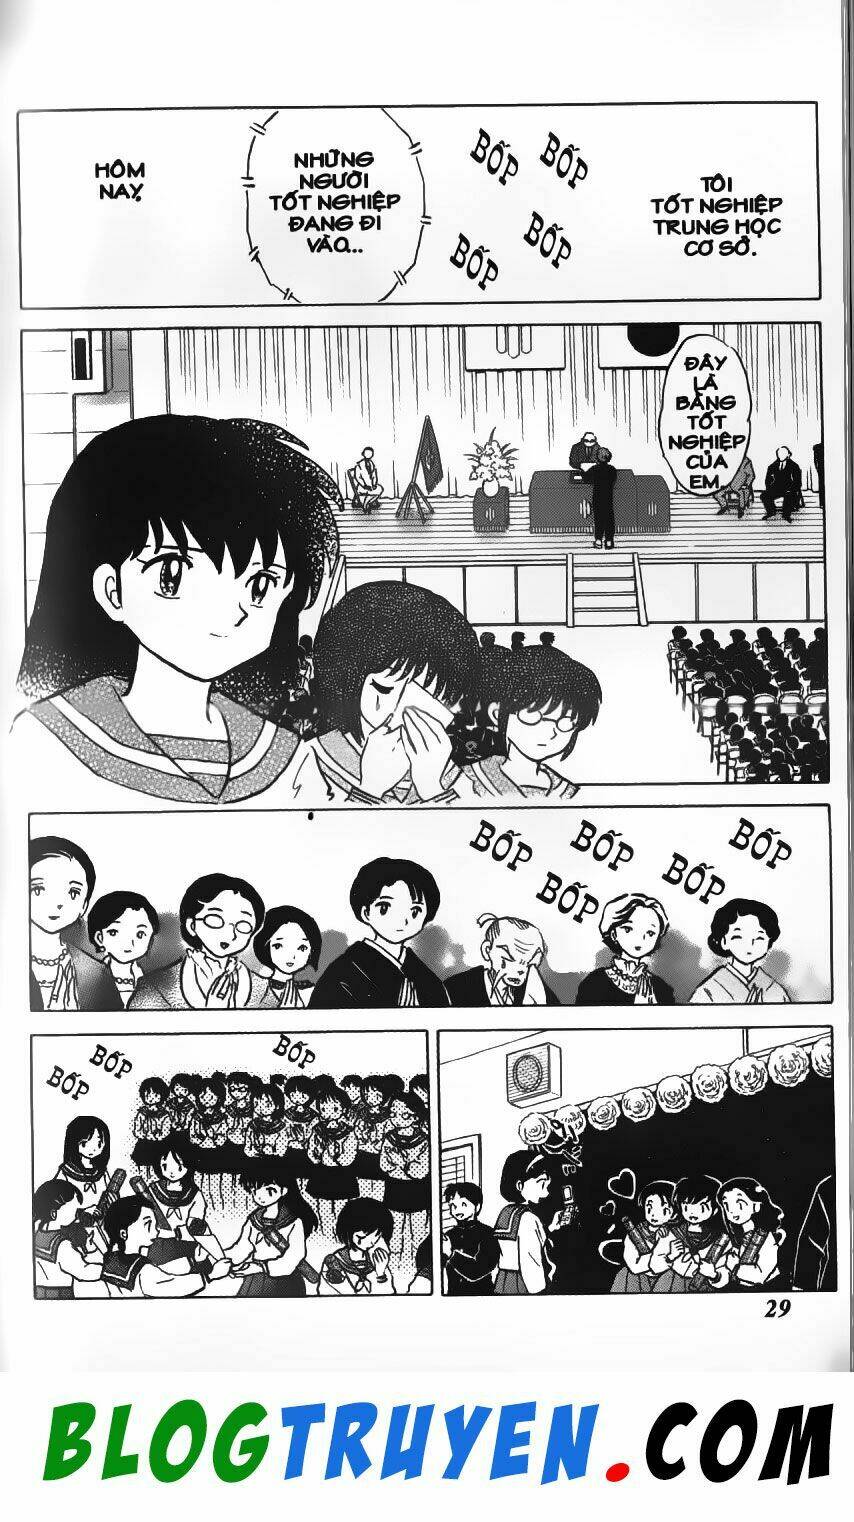 HÔM
NAY,
NHỮNG
NGƯỜI
TỐT NGHIỆP
ĐANG ĐI
VÀO...
BỐP
BỐP
BỐP
BỐP
TÔI
TỐT NGHIỆP
TRUNG HỌC
CƠ SỞ.
ĐÂY
LÀ
BẰNG
TỐT
NGHIỆP
CỦA
EM.
BỐP
BỐP
BỐP
BỐP
BỐP
BỐP
BỐP
BỐP
29
BLOGTRUYEN.COM